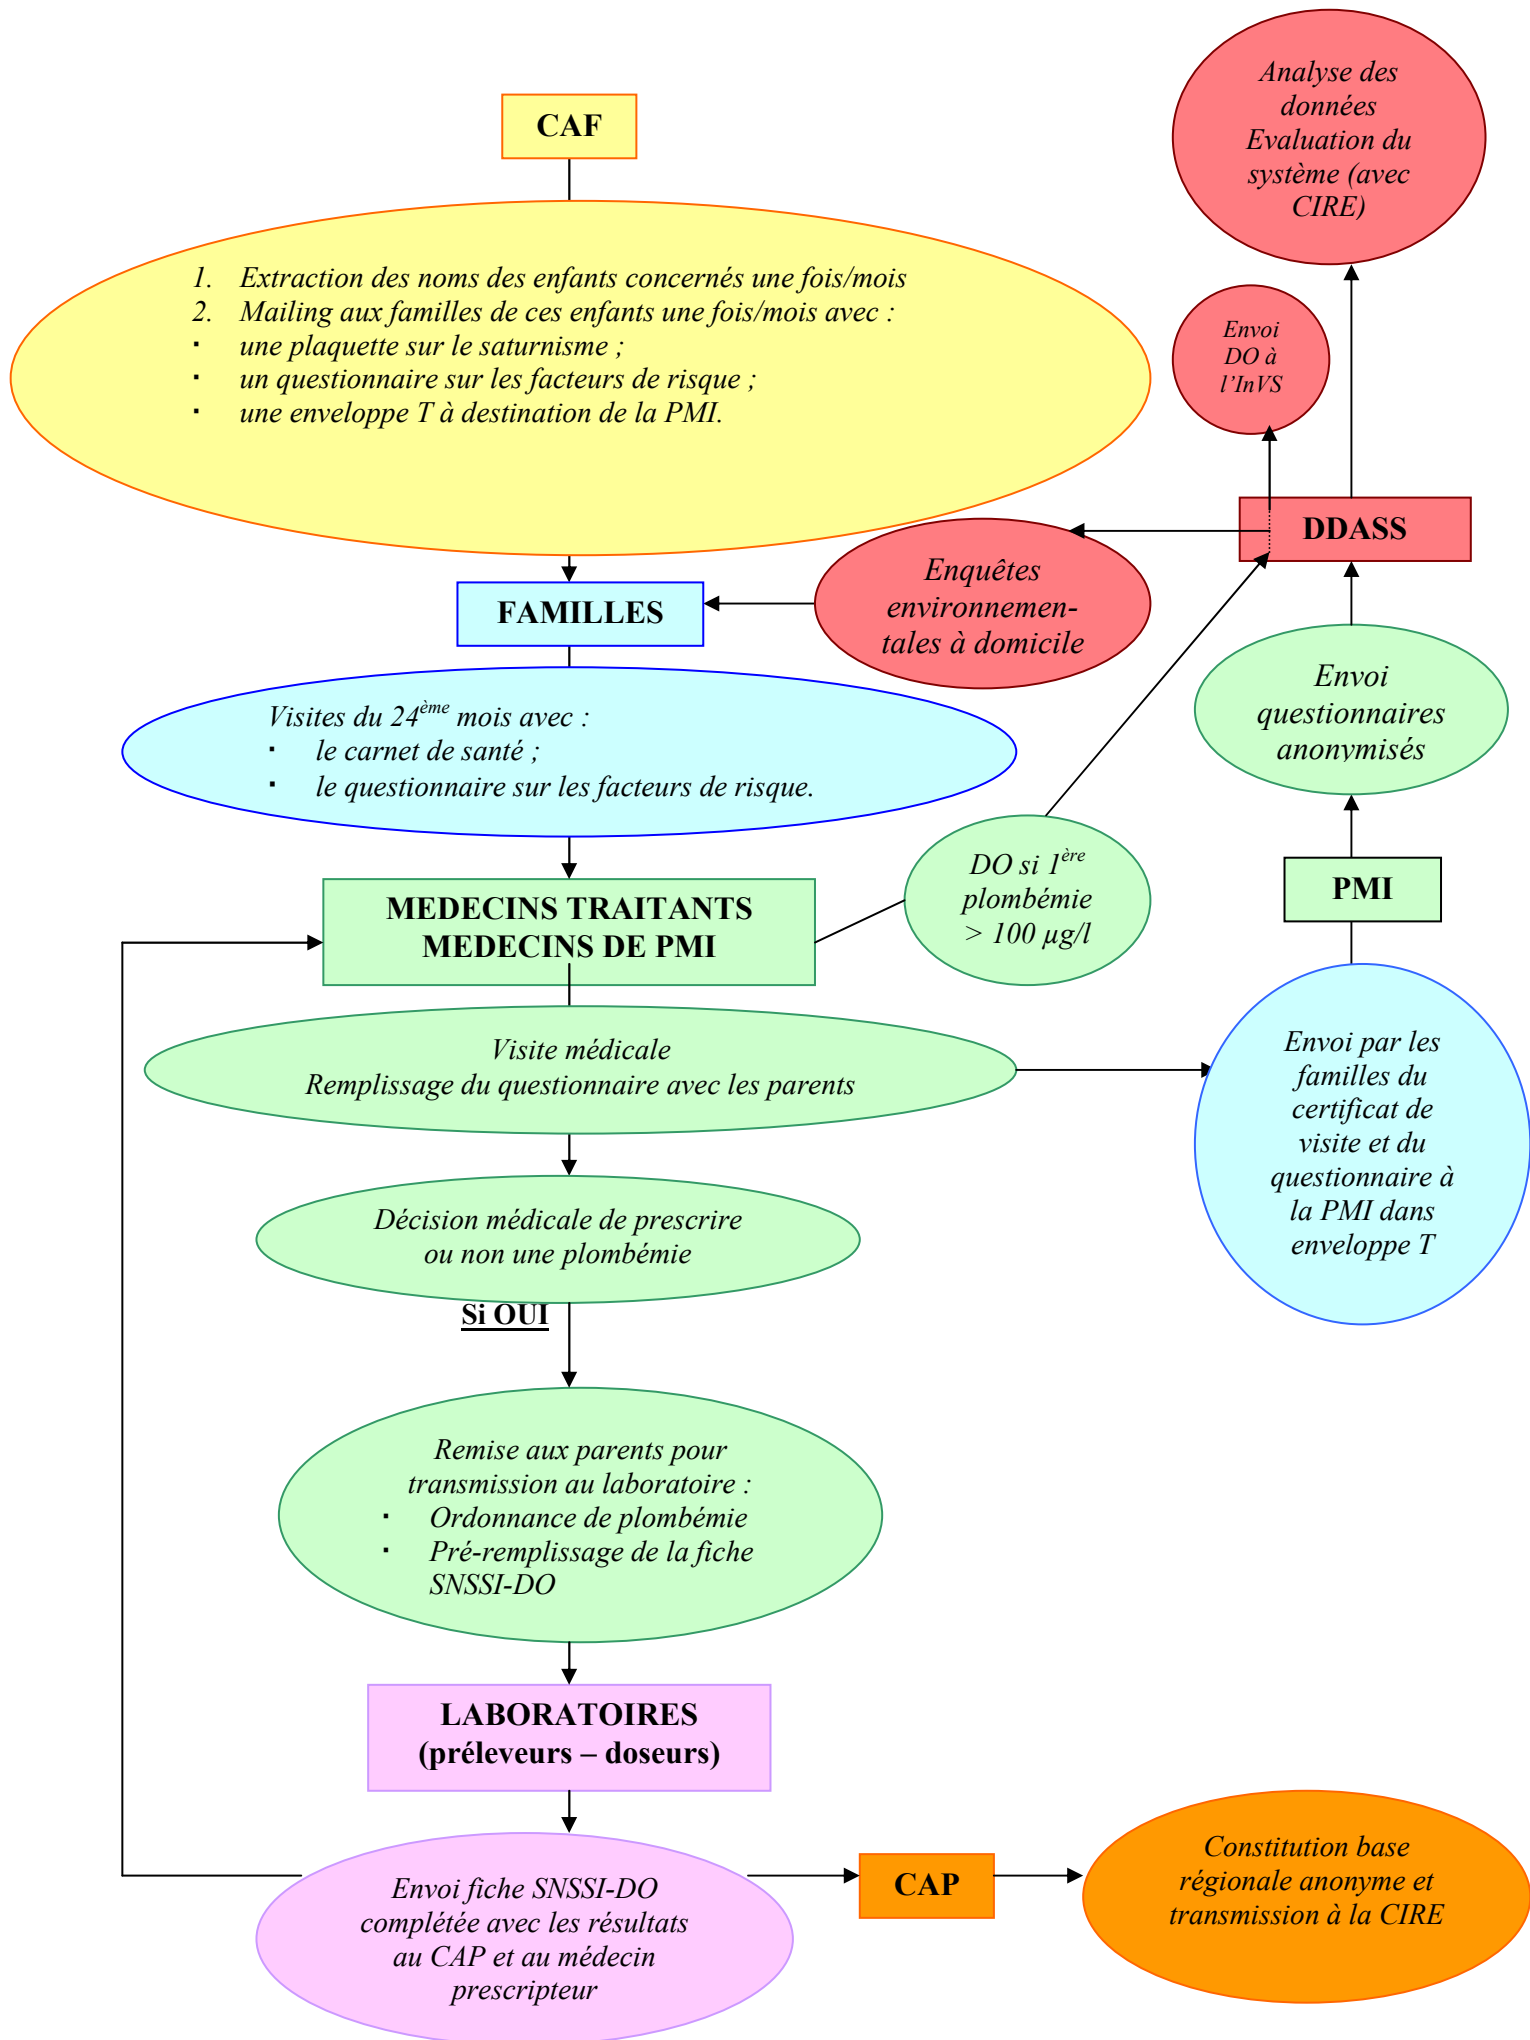 CAF
1. Extraction des noms des enfants concernés une fois/mois
2. Mailing aux familles de ces enfants une fois/mois avec :
▪ une plaquette sur le saturnisme ;
▪ un questionnaire sur les facteurs de risque ;
▪ une enveloppe T à destination de la PMI.
Analyse des
données
Evaluation du
système (avec
CIRE)
Envoi
DO à
l’InVS
DDASS
Enquêtes
environnemen-
tales à domicile
FAMILLES
Envoi
questionnaires
anonymisés
Visites du 24ème mois avec :
▪ le carnet de santé ;
▪ le questionnaire sur les facteurs de risque.
DO si 1ère
plombémie
> 100 µg/l
PMI
MEDECINS TRAITANTS
MEDECINS DE PMI
Visite médicale
Remplissage du questionnaire avec les parents
Envoi par les
familles du
certificat de
visite et du
questionnaire à
la PMI dans
enveloppe T
Décision médicale de prescrire
ou non une plombémie
Si OUI
Remise aux parents pour
transmission au laboratoire :
▪ Ordonnance de plombémie
▪ Pré-remplissage de la fiche
SNSSI-DO
LABORATOIRES
(préleveurs – doseurs)
Envoi fiche SNSSI-DO
complétée avec les résultats
au CAP et au médecin
prescripteur
CAP
Constitution base
régionale anonyme et
transmission à la CIRE